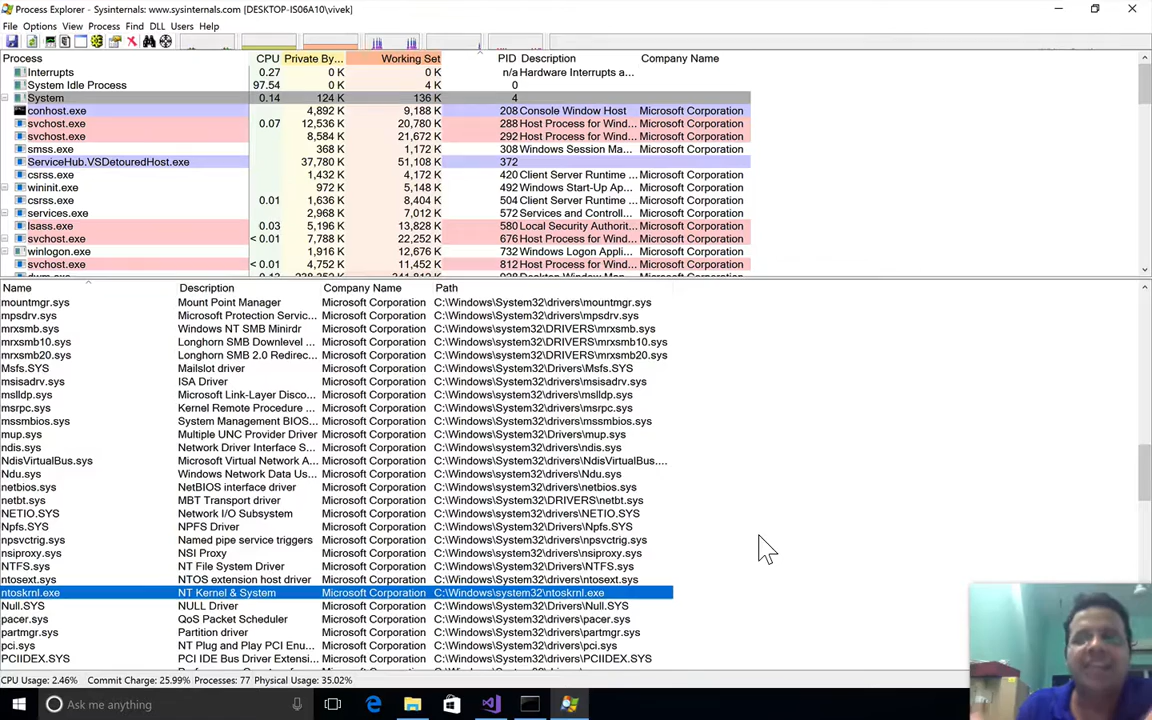 Process Explorer - Sysinternals: www.sysinternals.com [DESKTOP-IS06A10\vivek]
File Options View Process Find DLL Users Help
Process CPU Private By... Working Set PID Description Company Name
Interrupts 0.27 0 K 0 K n/a Hardware Interrupts a...
System Idle Process 97.54 0 K 4 K 0
System 0.14 124 K 136 K 4
conhost.exe 4,892 K 9,188 K 208 Console Window Host Microsoft Corporation
svchost.exe 0.07 12,536 K 20,780 K 288 Host Process for Wind... Microsoft Corporation
svchost.exe 8,584 K 21,672 K 292 Host Process for Wind... Microsoft Corporation
smss.exe 368 K 1,172 K 308 Windows Session Ma... Microsoft Corporation
ServiceHub.VSDetouredHost.exe 37,780 K 51,108 K 372
csrss.exe 1,432 K 4,172 K 420 Client Server Runtime ... Microsoft Corporation
wininit.exe 972 K 5,148 K 492 Windows Start-Up Ap... Microsoft Corporation
csrss.exe 0.01 1,636 K 8,404 K 504 Client Server Runtime ... Microsoft Corporation
services.exe 2,968 K 7,012 K 572 Services and Controll... Microsoft Corporation
lsass.exe 0.03 5,196 K 13,828 K 580 Local Security Authorit... Microsoft Corporation
svchost.exe < 0.01 7,788 K 22,252 K 676 Host Process for Wind... Microsoft Corporation
winlogon.exe 1,916 K 12,676 K 732 Windows Logon Appli... Microsoft Corporation
svchost.exe < 0.01 4,752 K 11,452 K 812 Host Process for Wind... Microsoft Corporation
Name Description Company Name Path
mountmgr.sys Mount Point Manager Microsoft Corporation C:\Windows\System32\drivers\mountmgr.sys
mpsdrv.sys Microsoft Protection Servic... Microsoft Corporation C:\Windows\System32\drivers\mpsdrv.sys
mrxsmb.sys Windows NT SMB Minirdr Microsoft Corporation C:\Windows\system32\DRIVERS\mrxsmb.sys
mrxsmb10.sys Longhorn SMB Downlevel ... Microsoft Corporation C:\Windows\system32\DRIVERS\mrxsmb10.sys
mrxsmb20.sys Longhorn SMB 2.0 Redirec... Microsoft Corporation C:\Windows\system32\DRIVERS\mrxsmb20.sys
Msfs.SYS Mailslot driver Microsoft Corporation C:\Windows\system32\drivers\Msfs.SYS
msisadrv.sys ISA Driver Microsoft Corporation C:\Windows\System32\drivers\msisadrv.sys
mslldp.sys Microsoft Link-Layer Disco... Microsoft Corporation C:\Windows\system32\drivers\mslldp.sys
msrpc.sys Kernel Remote Procedure ... Microsoft Corporation C:\Windows\System32\drivers\msrpc.sys
mssmbios.sys System Management BIOS... Microsoft Corporation C:\Windows\System32\drivers\mssmbios.sys
mup.sys Multiple UNC Provider Driver Microsoft Corporation C:\Windows\System32\Drivers\mup.sys
ndis.sys Network Driver Interface S... Microsoft Corporation C:\Windows\system32\drivers\ndis.sys
NdisVirtualBus.sys Microsoft Virtual Network A... Microsoft Corporation C:\Windows\System32\drivers\NdisVirtualBus....
Ndu.sys Windows Network Data Us... Microsoft Corporation C:\Windows\system32\drivers\Ndu.sys
netbios.sys NetBIOS interface driver Microsoft Corporation C:\Windows\system32\drivers\netbios.sys
netbt.sys MBT Transport driver Microsoft Corporation C:\Windows\System32\DRIVERS\netbt.sys
NETIO.SYS Network I/O Subsystem Microsoft Corporation C:\Windows\system32\drivers\NETIO.SYS
Npfs.SYS NPFS Driver Microsoft Corporation C:\Windows\System32\Drivers\Npfs.SYS
npsvctrig.sys Named pipe service triggers Microsoft Corporation C:\Windows\System32\drivers\npsvctrig.sys
nsiproxy.sys NSI Proxy Microsoft Corporation C:\Windows\system32\drivers\nsiproxy.sys
NTFS.sys NT File System Driver Microsoft Corporation C:\Windows\System32\Drivers\NTFS.sys
ntosext.sys NTOS extension host driver Microsoft Corporation C:\Windows\System32\drivers\ntosext.sys
ntoskrnl.exe NT Kernel & System Microsoft Corporation C:\Windows\system32\ntoskrnl.exe
Null.SYS NULL Driver Microsoft Corporation C:\Windows\System32\Drivers\Null.SYS
pacer.sys QoS Packet Scheduler Microsoft Corporation C:\Windows\system32\drivers\pacer.sys
partmgr.sys Partition driver Microsoft Corporation C:\Windows\System32\drivers\partmgr.sys
pci.sys NT Plug and Play PCI Enu... Microsoft Corporation C:\Windows\System32\drivers\pci.sys
PCIIDEX.SYS PCI IDE Bus Driver Extensi... Microsoft Corporation C:\Windows\System32\drivers\PCIIDEX.SYS
CPU Usage: 2.46% Commit Charge: 25.99% Processes: 77 Physical Usage: 35.02%
Ask me anything